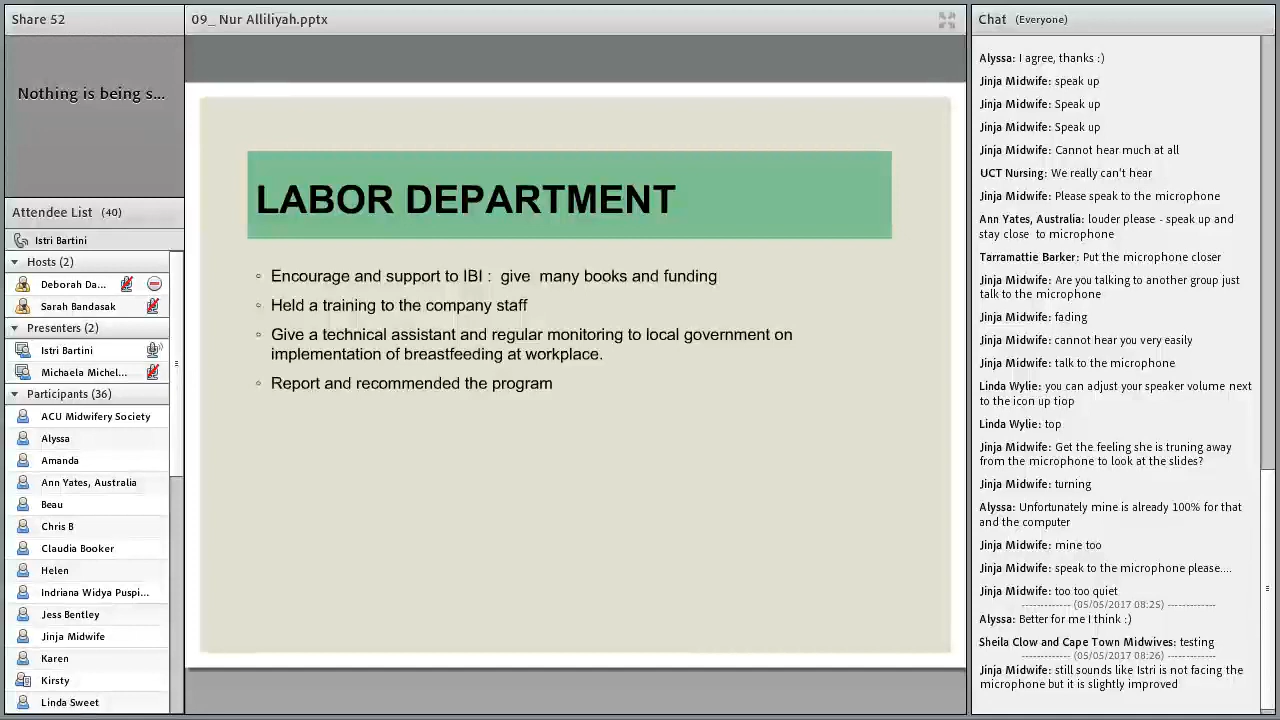 Share 52
Nothing is being s...
Attendee List (40)
Istri Bartini
Hosts (2)
Deborah Da...
Sarah Bandasak
Presenters (2)
Istri Bartini
Michaela Michel...
Participants (36)
ACU Midwifery Society
Alyssa
Amanda
Ann Yates, Australia
Beau
Chris B
Claudia Booker
Helen
Indriana Widya Puspi...
Jess Bentley
Jinja Midwife
Karen
Kirsty
Linda Sweet
09_ Nur Alliliyah.pptx
LABOR DEPARTMENT
◦ Encourage and support to IBI : give many books and funding
◦ Held a training to the company staff
◦ Give a technical assistant and regular monitoring to local government on
implementation of breastfeeding at workplace.
◦ Report and recommended the program
Chat (Everyone)
Alyssa: I agree, thanks :)
Jinja Midwife: speak up
Jinja Midwife: Speak up
Jinja Midwife: Speak up
Jinja Midwife: Cannot hear much at all
UCT Nursing: We really can't hear
Jinja Midwife: Please speak to the microphone
Ann Yates, Australia: louder please - speak up and
stay close to microphone
Tarramattie Barker: Put the microphone closer
Jinja Midwife: Are you talking to another group just
talk to the microphone
Jinja Midwife: fading
Jinja Midwife: cannot hear you very easily
Jinja Midwife: talk to the microphone
Linda Wylie: you can adjust your speaker volume next
to the icon up tiop
Linda Wylie: top
Jinja Midwife: Get the feeling she is truning away
from the microphone to look at the slides?
Jinja Midwife: turning
Alyssa: Unfortunately mine is already 100% for that
and the computer
Jinja Midwife: mine too
Jinja Midwife: speak to the microphone please....
Jinja Midwife: too too quiet
------------- (05/05/2017 08:25) -------------
Alyssa: Better for me I think :)
Sheila Clow and Cape Town Midwives: testing
------------- (05/05/2017 08:26) -------------
Jinja Midwife: still sounds like Istri is not facing the
microphone but it is slightly improved